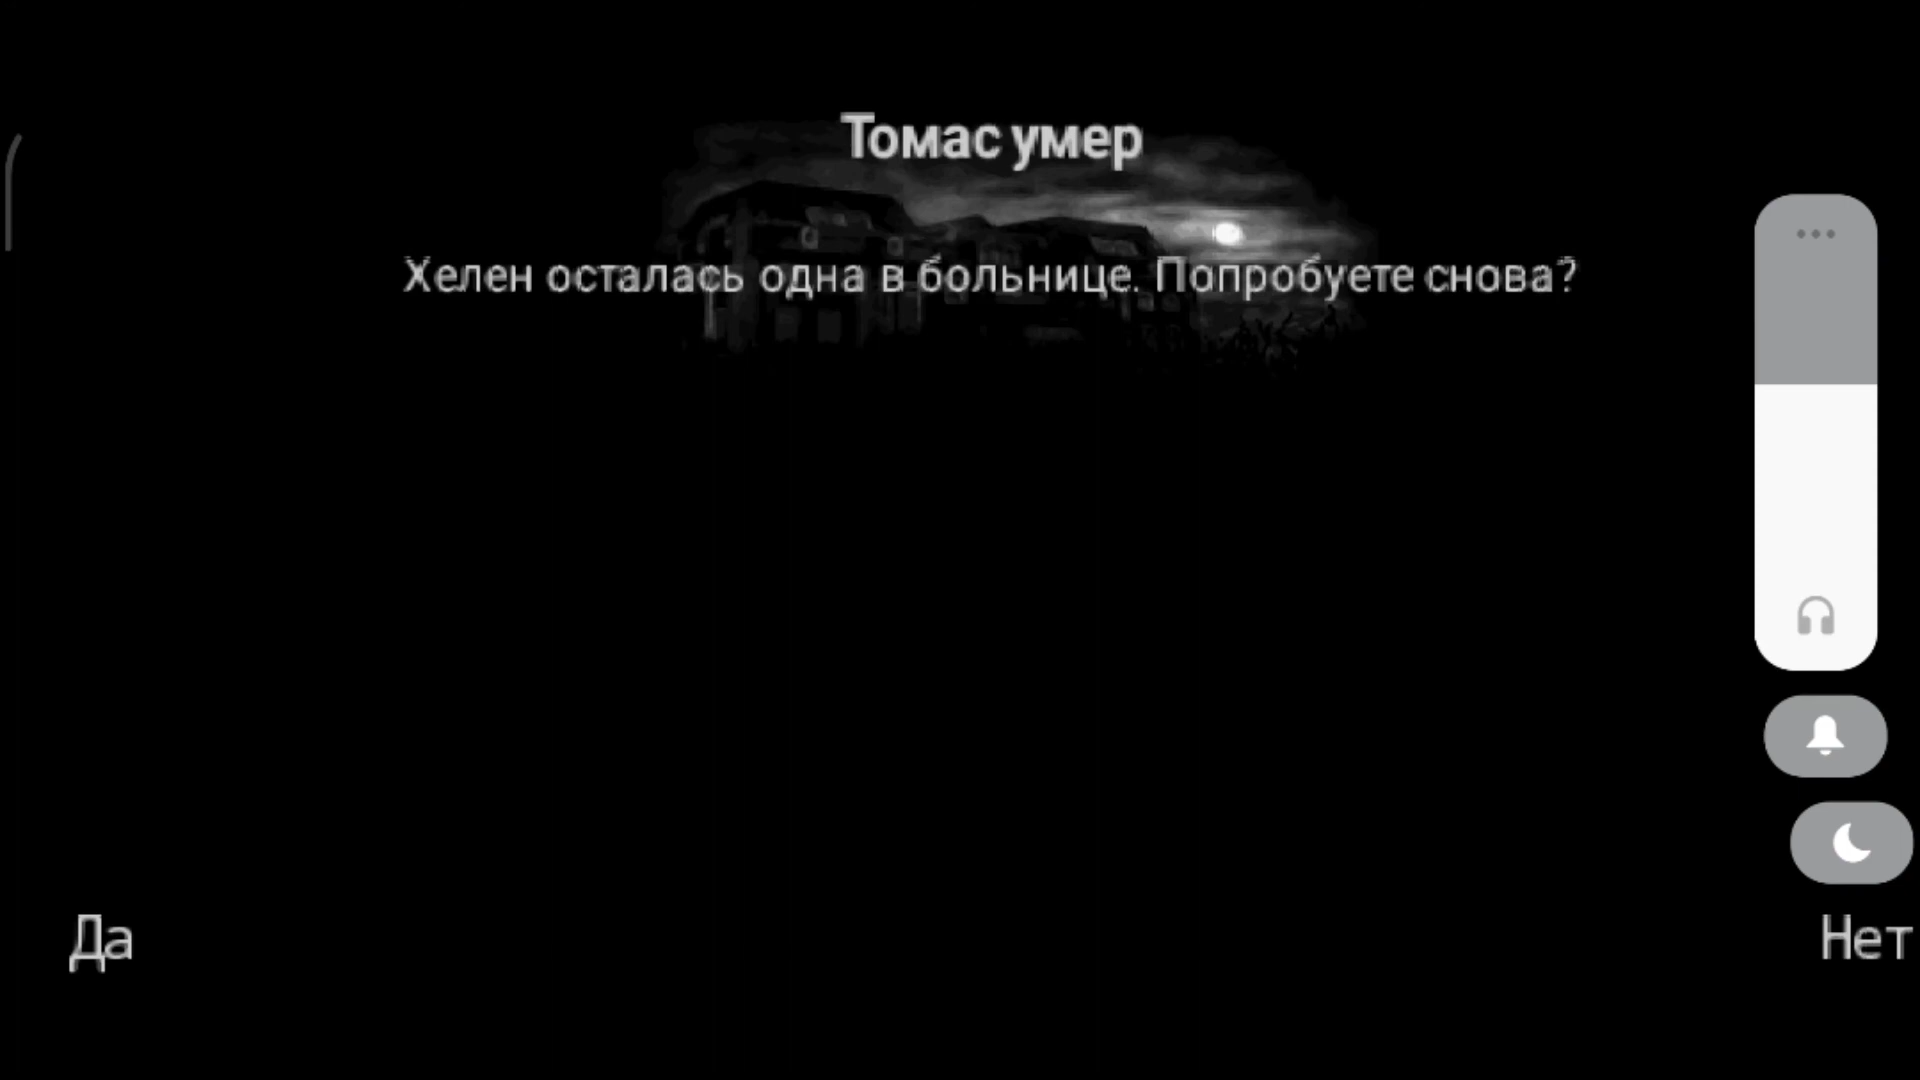 Томас умер
Хелен осталась одна в больнице. Попробуете снова?
Да
Нет